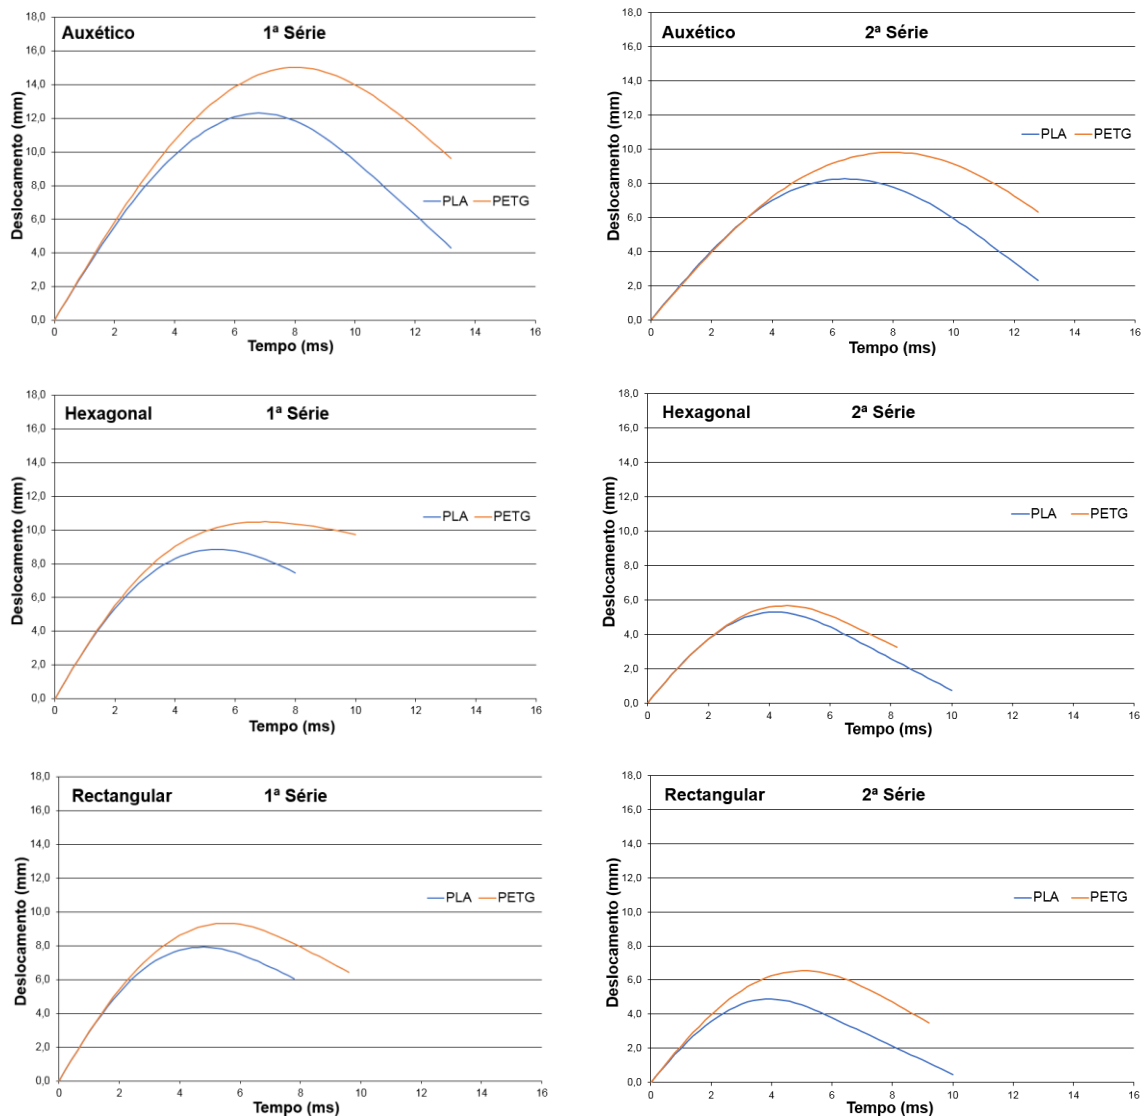 Auxético 1ª Série
Deslocamento (mm)
18,0
16,0
14,0
12,0
10,0
8,0
6,0
4,0
2,0
0,0
PLA PETG
0 2 4 6 8 10 12 14 16
Tempo (ms)
Auxético 2ª Série
Deslocamento (mm)
18,0
16,0
14,0
12,0
10,0
8,0
6,0
4,0
2,0
0,0
PLA PETG
0 2 4 6 8 10 12 14 16
Tempo (ms)
Hexagonal 1ª Série
Deslocamento (mm)
18,0
16,0
14,0
12,0
10,0
8,0
6,0
4,0
2,0
0,0
PLA PETG
0 2 4 6 8 10 12 14 16
Tempo (ms)
Hexagonal 2ª Série
Deslocamento (mm)
18,0
16,0
14,0
12,0
10,0
8,0
6,0
4,0
2,0
0,0
PLA PETG
0 2 4 6 8 10 12 14 16
Tempo (ms)
Rectangular 1ª Série
Deslocamento (mm)
18,0
16,0
14,0
12,0
10,0
8,0
6,0
4,0
2,0
0,0
PLA PETG
0 2 4 6 8 10 12 14 16
Tempo (ms)
Rectangular 2ª Série
Deslocamento (mm)
18,0
16,0
14,0
12,0
10,0
8,0
6,0
4,0
2,0
0,0
PLA PETG
0 2 4 6 8 10 12 14 16
Tempo (ms)